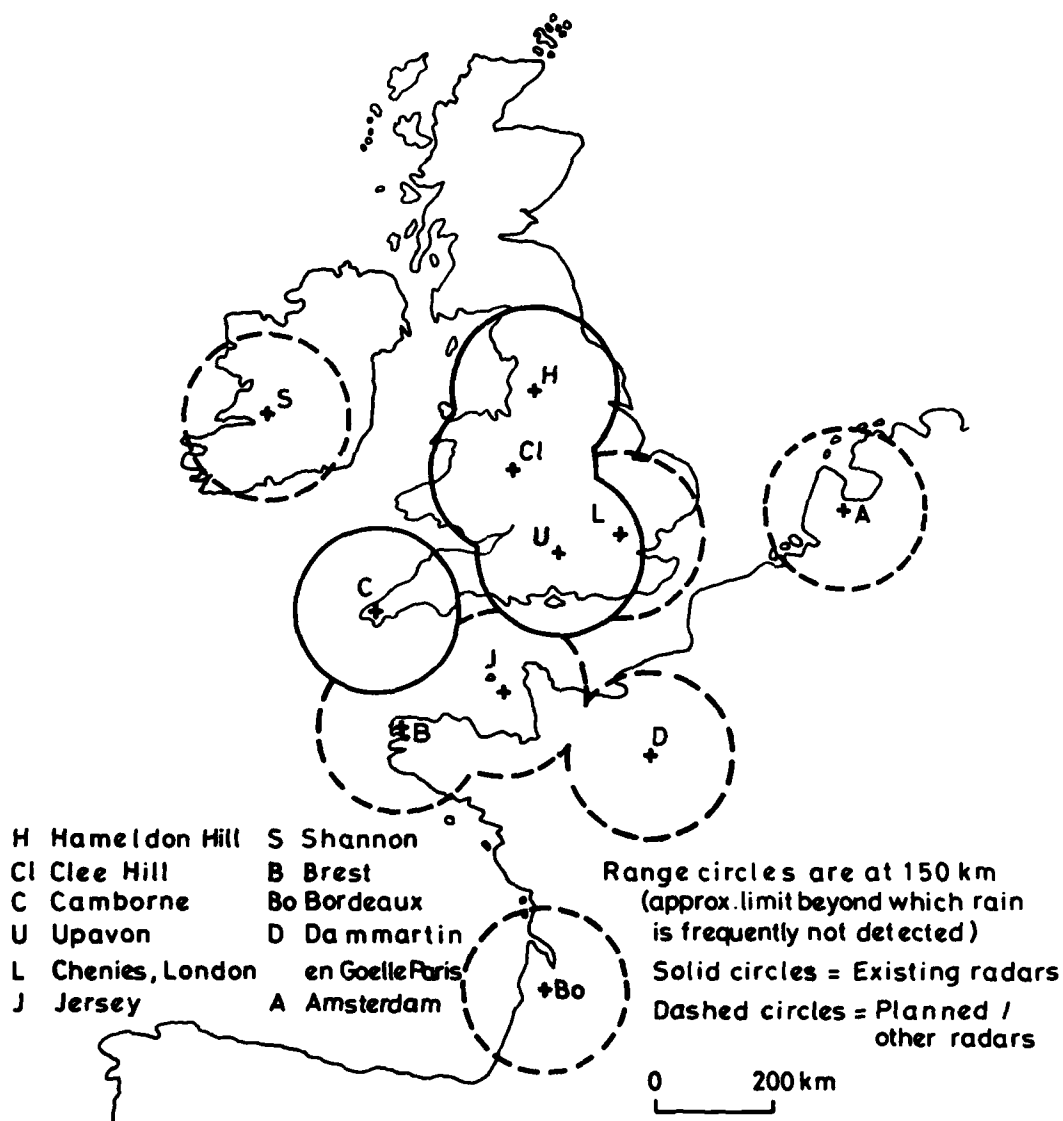 H
S
Cl
L
A
U
C
J
B
D
H Hameldon Hill
Cl Clee Hill
C Camborne
U Upavon
L Chenies, London
J Jersey
S Shannon
B Brest
Bo Bordeaux
D Dammartin
en Goelle Paris
A Amsterdam
Range circles are at 150 km
(approx. limit beyond which rain
is frequently not detected)
Solid circles = Existing radars
Dashed circles = Planned /
other radars
Bo
0 200 km